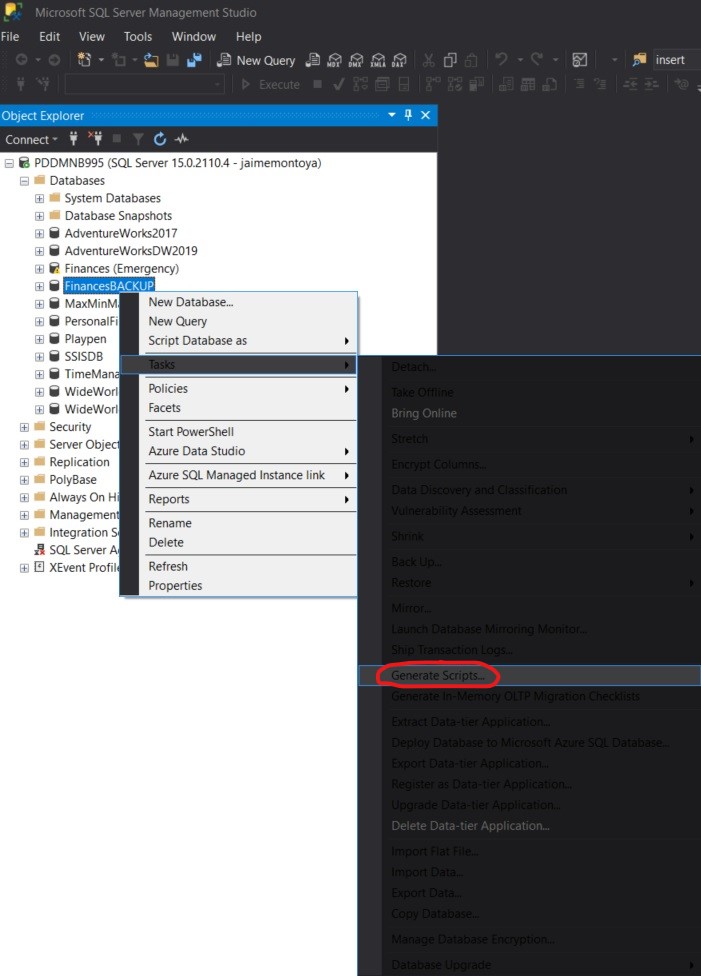 Microsoft SQL Server Management Studio
File Edit View Tools Window Help
New Query MDX DMX XMLA DAX insert
Execute
Object Explorer
Connect
PDDMNB995 (SQL Server 15.0.2110.4 - jaimemontoya)
Databases
System Databases
Database Snapshots
AdventureWorks2017
AdventureWorksDW2019
Finances (Emergency)
FinancesBACKUP
MaxMinM
PersonalFi
Playpen
SSISDB
TimeMana
WideWorl
WideWorl
Security
Server Object
Replication
PolyBase
Always On Hi
Management
Integration S
SQL Server A
XEvent Profile
New Database...
New Query
Script Database as
Tasks
Policies
Facets
Start PowerShell
Azure Data Studio
Azure SQL Managed Instance link
Reports
Rename
Delete
Refresh
Properties
Detach...
Take Offline
Bring Online
Stretch
Encrypt Columns...
Data Discovery and Classification
Vulnerability Assessment
Shrink
Back Up...
Restore
Mirror...
Launch Database Mirroring Monitor...
Ship Transaction Logs...
Generate Scripts...
Generate In-Memory OLTP Migration Checklists
Extract Data-tier Application...
Deploy Database to Microsoft Azure SQL Database...
Export Data-tier Application...
Register as Data-tier Application...
Upgrade Data-tier Application...
Delete Data-tier Application...
Import Flat File...
Import Data...
Export Data...
Copy Database...
Manage Database Encryption...
Database Upgrade